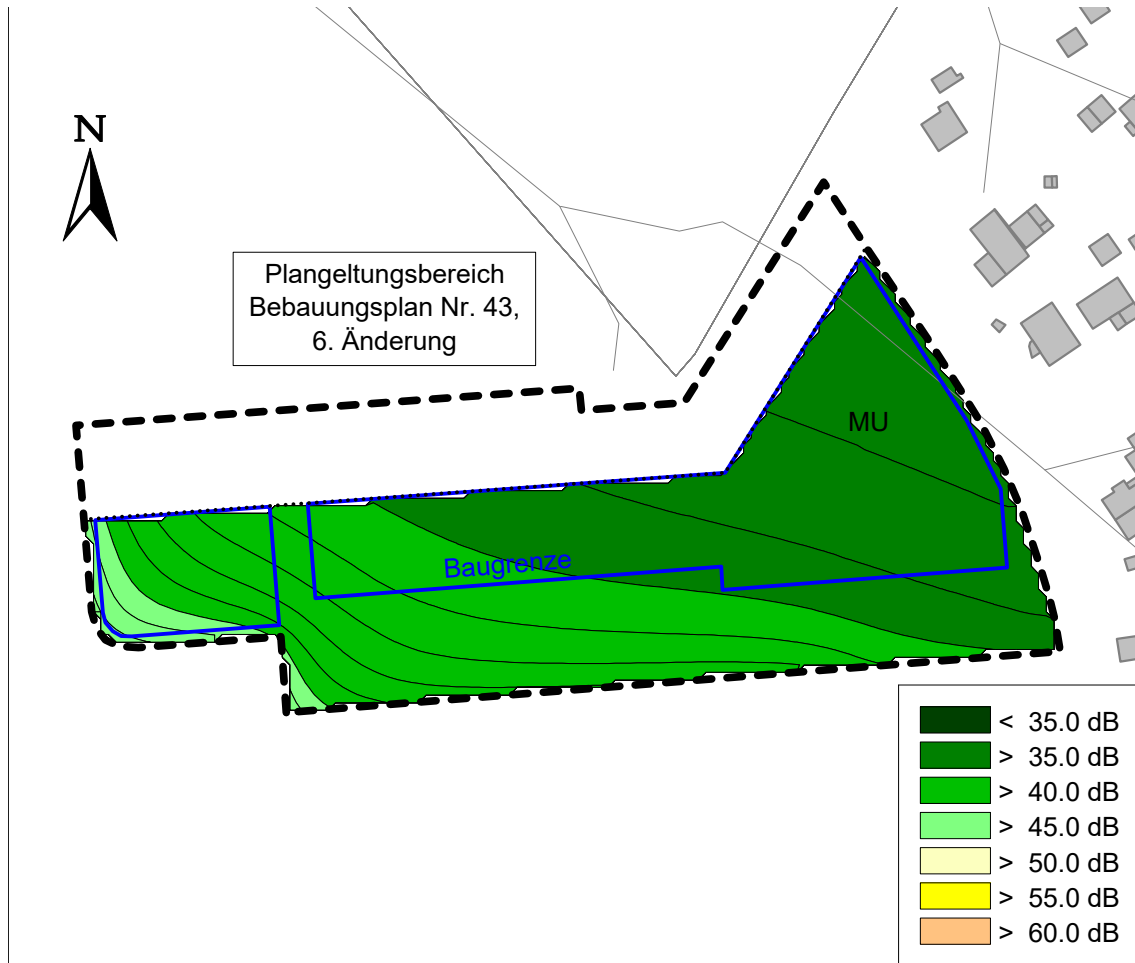 N
Plangeltungsbereich
Bebauungsplan Nr. 43,
6. Änderung
MU
Baugrenze
< 35.0 dB
> 35.0 dB
> 40.0 dB
> 45.0 dB
> 50.0 dB
> 55.0 dB
> 60.0 dB